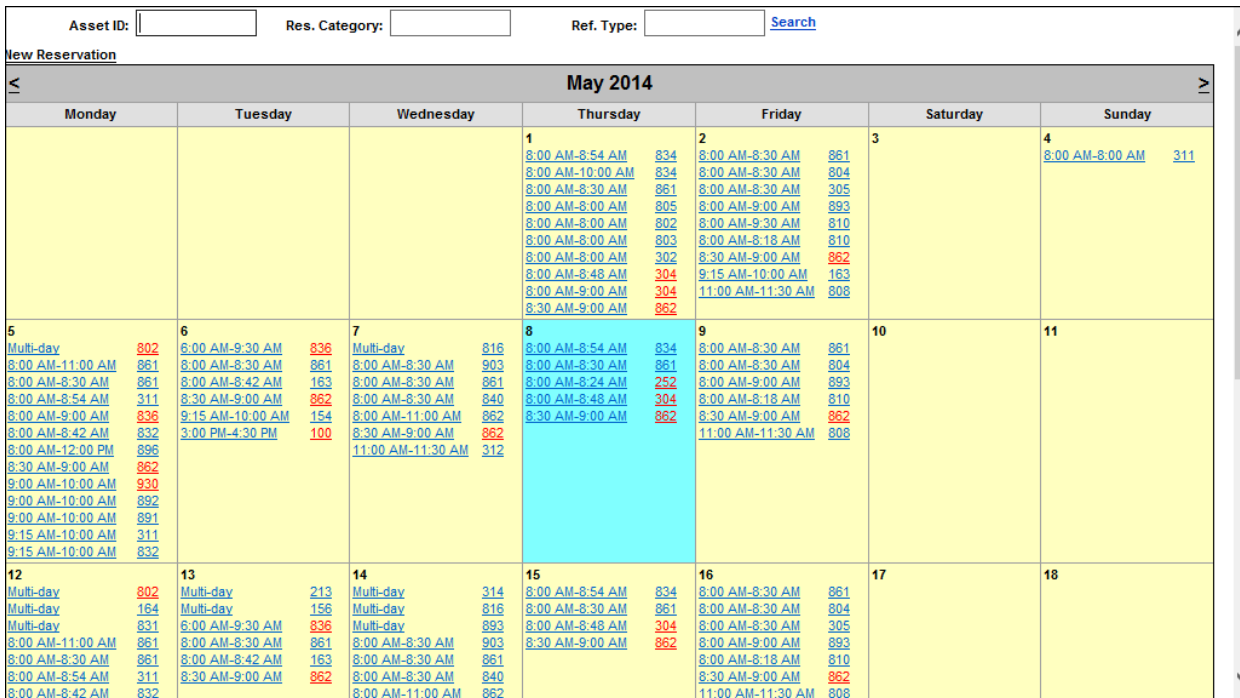 Asset ID: Res. Category: Ref. Type: Search
New Reservation
< May 2014 >
Monday Tuesday Wednesday Thursday Friday Saturday Sunday
1
8:00 AM-8:54 AM 834
8:00 AM-10:00 AM 834
8:00 AM-8:30 AM 861
8:00 AM-8:00 AM 805
8:00 AM-8:00 AM 802
8:00 AM-8:00 AM 803
8:00 AM-8:00 AM 302
8:00 AM-8:48 AM 304
8:00 AM-9:00 AM 304
8:30 AM-9:00 AM 862
2
8:00 AM-8:30 AM 861
8:00 AM-8:30 AM 804
8:00 AM-8:30 AM 305
8:00 AM-9:00 AM 893
8:00 AM-9:30 AM 810
8:00 AM-8:18 AM 810
8:30 AM-9:00 AM 862
9:15 AM-10:00 AM 163
11:00 AM-11:30 AM 808
3
4
8:00 AM-8:00 AM 311
5
Multi-day 802
8:00 AM-11:00 AM 861
8:00 AM-8:30 AM 861
8:00 AM-8:54 AM 311
8:00 AM-9:00 AM 836
8:00 AM-8:42 AM 832
8:00 AM-12:00 PM 896
8:30 AM-9:00 AM 862
9:00 AM-10:00 AM 930
9:00 AM-10:00 AM 892
9:00 AM-10:00 AM 891
9:15 AM-10:00 AM 311
9:15 AM-10:00 AM 832
6
6:00 AM-9:30 AM 836
8:00 AM-8:30 AM 861
8:00 AM-8:42 AM 163
8:30 AM-9:00 AM 862
9:15 AM-10:00 AM 154
3:00 PM-4:30 PM 100
7
Multi-day 816
8:00 AM-8:30 AM 903
8:00 AM-8:30 AM 861
8:00 AM-8:30 AM 840
8:00 AM-11:00 AM 862
8:30 AM-9:00 AM 862
11:00 AM-11:30 AM 312
8
8:00 AM-8:54 AM 834
8:00 AM-8:30 AM 861
8:00 AM-8:24 AM 252
8:00 AM-8:48 AM 304
8:30 AM-9:00 AM 862
9
8:00 AM-8:30 AM 861
8:00 AM-8:30 AM 804
8:00 AM-9:00 AM 893
8:00 AM-8:18 AM 810
8:30 AM-9:00 AM 862
11:00 AM-11:30 AM 808
10
11
12
Multi-day 802
Multi-day 164
Multi-day 831
8:00 AM-11:00 AM 861
8:00 AM-8:30 AM 861
8:00 AM-8:54 AM 311
8:00 AM-8:42 AM 832
13
Multi-day 213
Multi-day 156
6:00 AM-9:30 AM 836
8:00 AM-8:30 AM 861
8:00 AM-8:42 AM 163
8:30 AM-9:00 AM 862
14
Multi-day 314
Multi-day 816
Multi-day 893
8:00 AM-8:30 AM 903
8:00 AM-8:30 AM 861
8:00 AM-8:30 AM 840
8:00 AM-11:00 AM 862
15
8:00 AM-8:54 AM 834
8:00 AM-8:30 AM 861
8:00 AM-8:48 AM 304
8:30 AM-9:00 AM 862
16
8:00 AM-8:30 AM 861
8:00 AM-8:30 AM 804
8:00 AM-8:30 AM 305
8:00 AM-9:00 AM 893
8:00 AM-8:18 AM 810
8:30 AM-9:00 AM 862
11:00 AM-11:30 AM 808
17
18